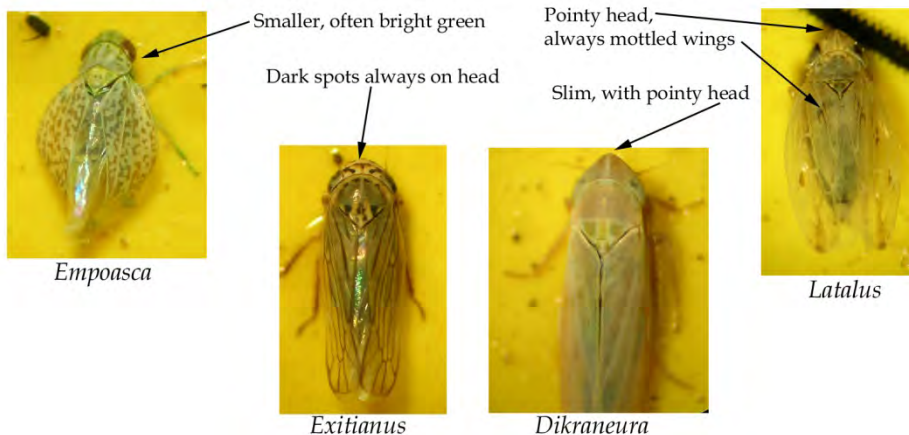 Smaller, often bright green
Dark spots always on head
Slim, with pointy head
Pointy head,
always mottled wings
Empoasca
Exitianus
Dikraneura
Latalus